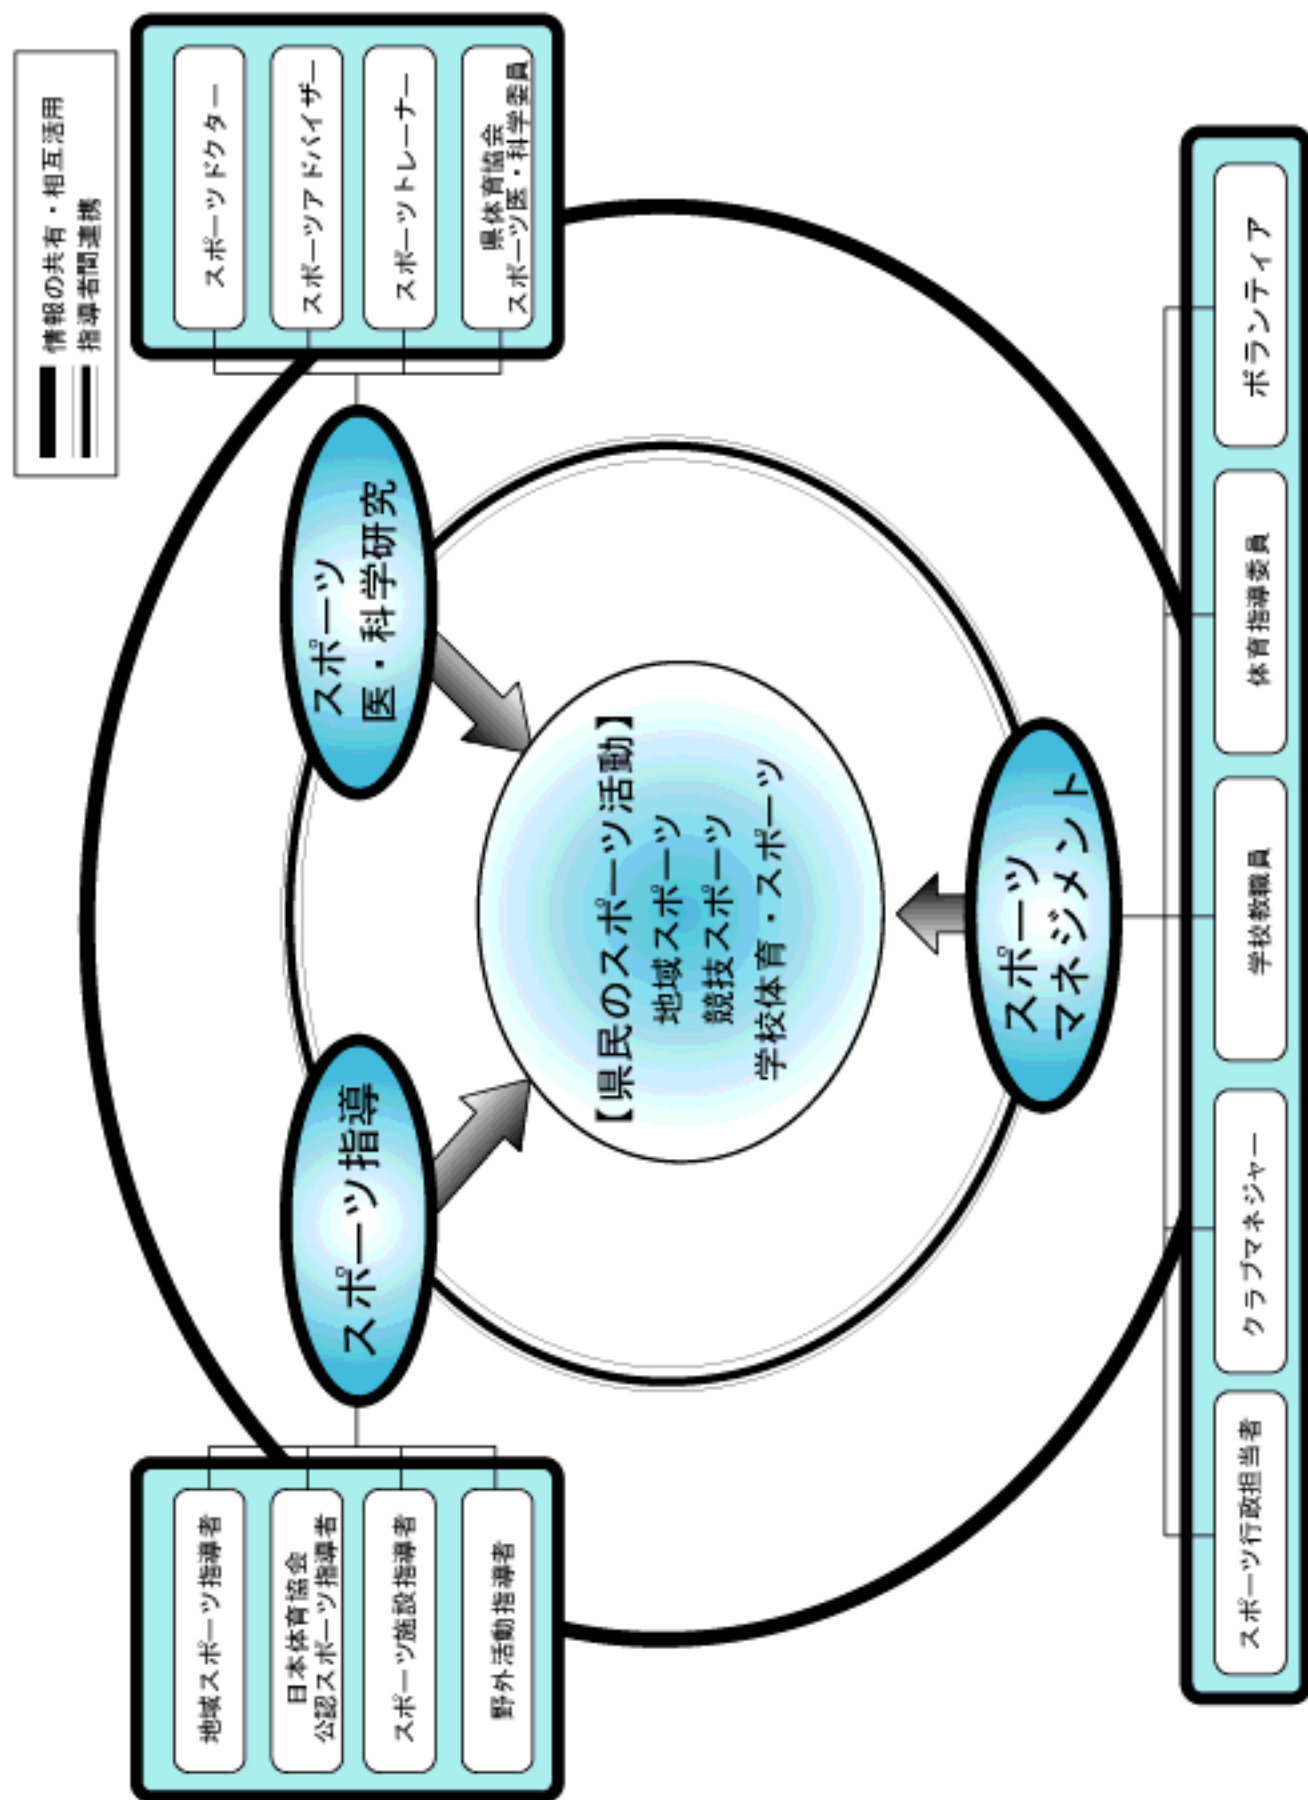 情報の共有・相互活用
指導者間連携
地域スポーツ指導者
日本体育協会
公認スポーツ指導者
スポーツ施設指導者
野外活動指導者
スポーツ指導
スポーツ
医・科学研究
スポーツドクター
スポーツアドバイザー
スポーツトレーナー
県体育協会
スポーツ医・科学委員
【県民のスポーツ活動】
地域スポーツ
競技スポーツ
学校体育・スポーツ
スポーツ
マネジメント
スポーツ行政担当者
クラブマネジャー
学校教職員
体育指導委員
ボランティア